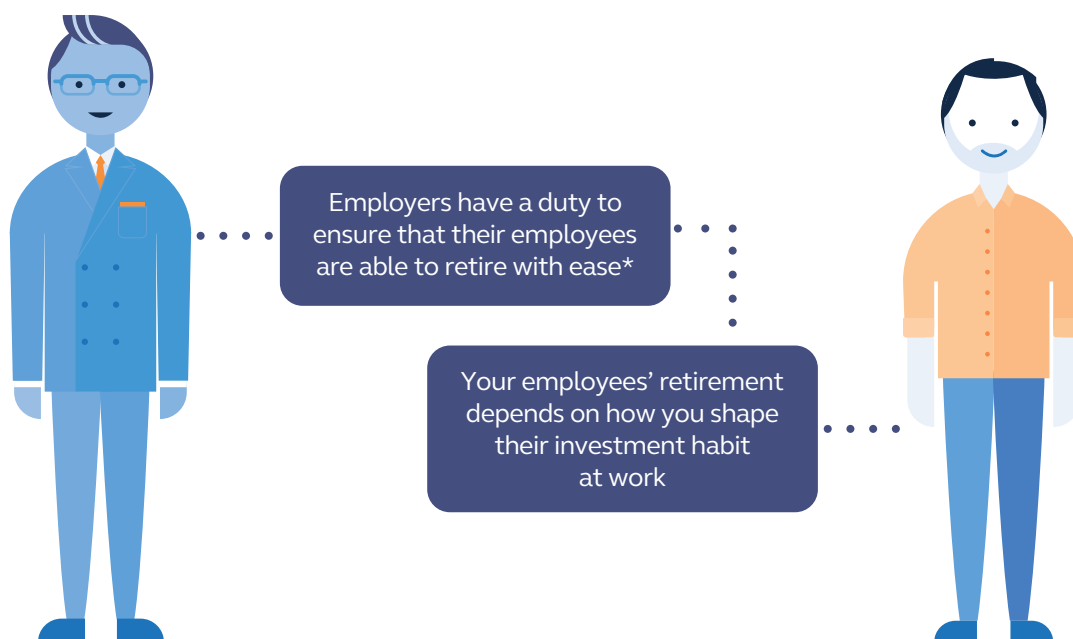 Employers have a duty to
ensure that their employees
are able to retire with ease*
Your employees’ retirement
depends on how you shape
their investment habit
at work